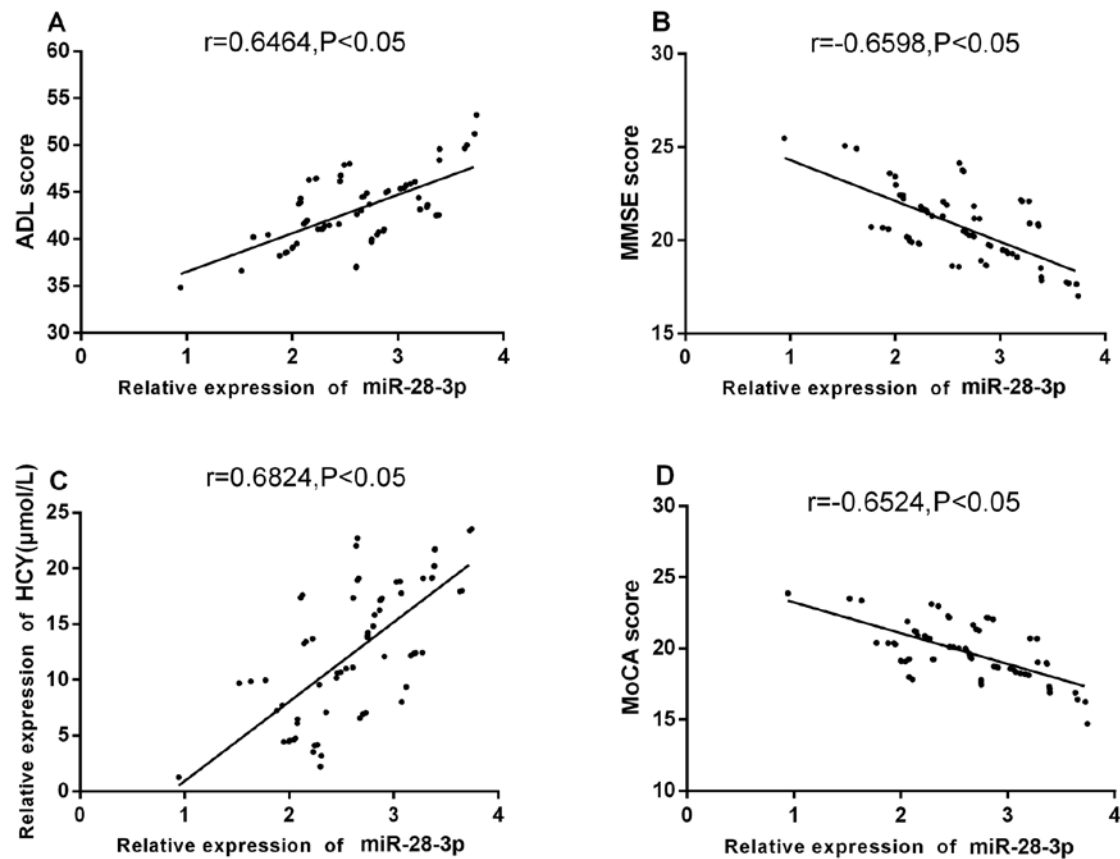 A
r=0.6464,P<0.05
60
55
50
45
40
35
30
ADL score
0
1
2
3
4
Relative expression of miR-28-3p
B
r=-0.6598,P<0.05
30
25
20
15
MMSE score
0
1
2
3
4
Relative expression of miR-28-3p
C
r=0.6824,P<0.05
25
20
15
10
5
0
Relative expression of HCY(μmol/L)
1
2
3
4
Relative expression of miR-28-3p
D
r=-0.6524,P<0.05
30
25
20
15
10
MoCA score
0
1
2
3
4
Relative expression of miR-28-3p